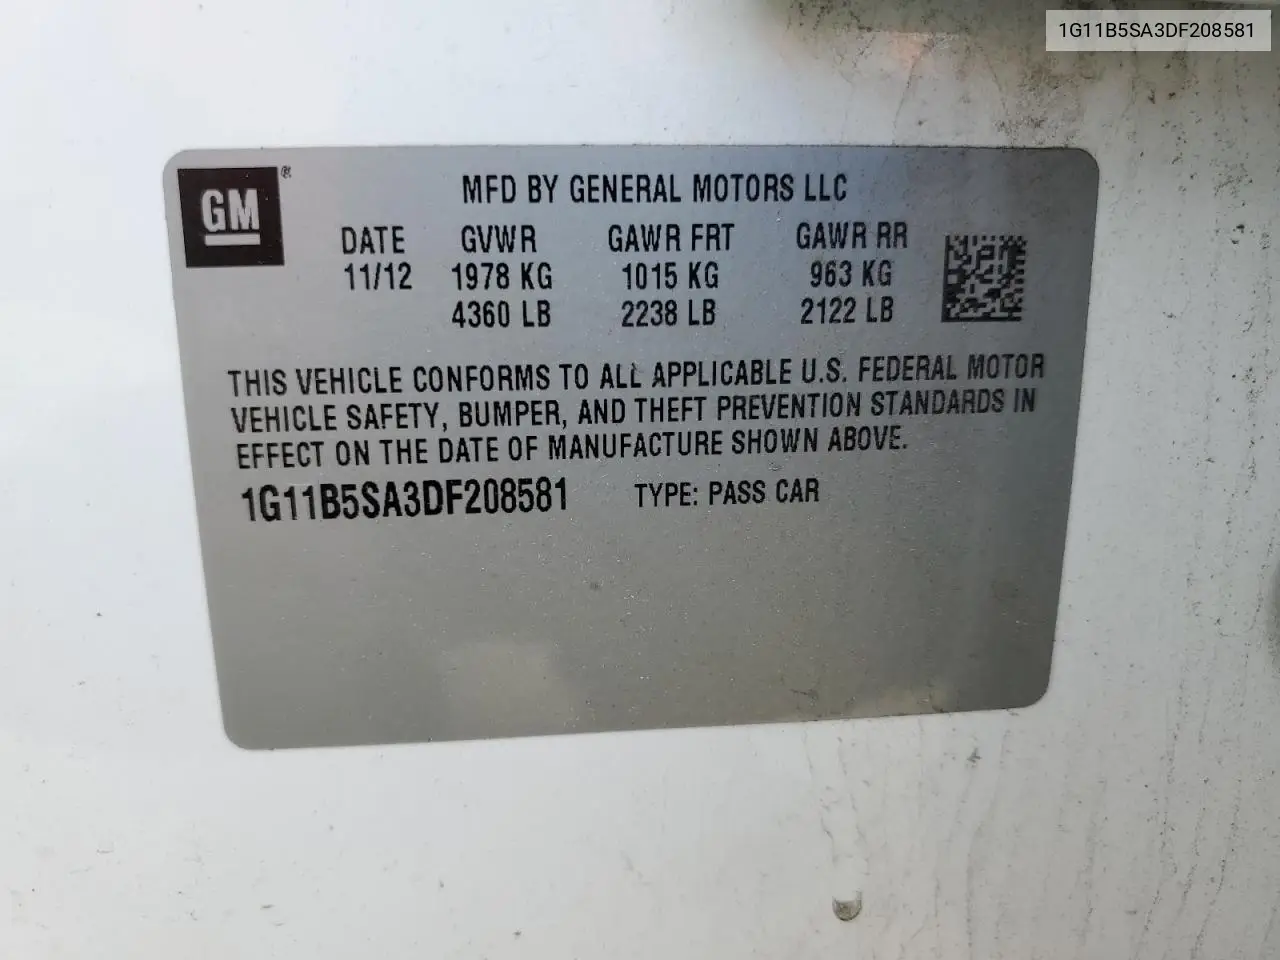 1G11B5SA3DF208581
GM ®
MFD BY GENERAL MOTORS LLC
DATE GVWR GAWR FRT GAWR RR
11/12 1978 KG 1015 KG 963 KG
4360 LB 2238 LB 2122 LB
THIS VEHICLE CONFORMS TO ALL APPLICABLE U.S. FEDERAL MOTOR
VEHICLE SAFETY, BUMPER, AND THEFT PREVENTION STANDARDS IN
EFFECT ON THE DATE OF MANUFACTURE SHOWN ABOVE.
1G11B5SA3DF208581 TYPE: PASS CAR